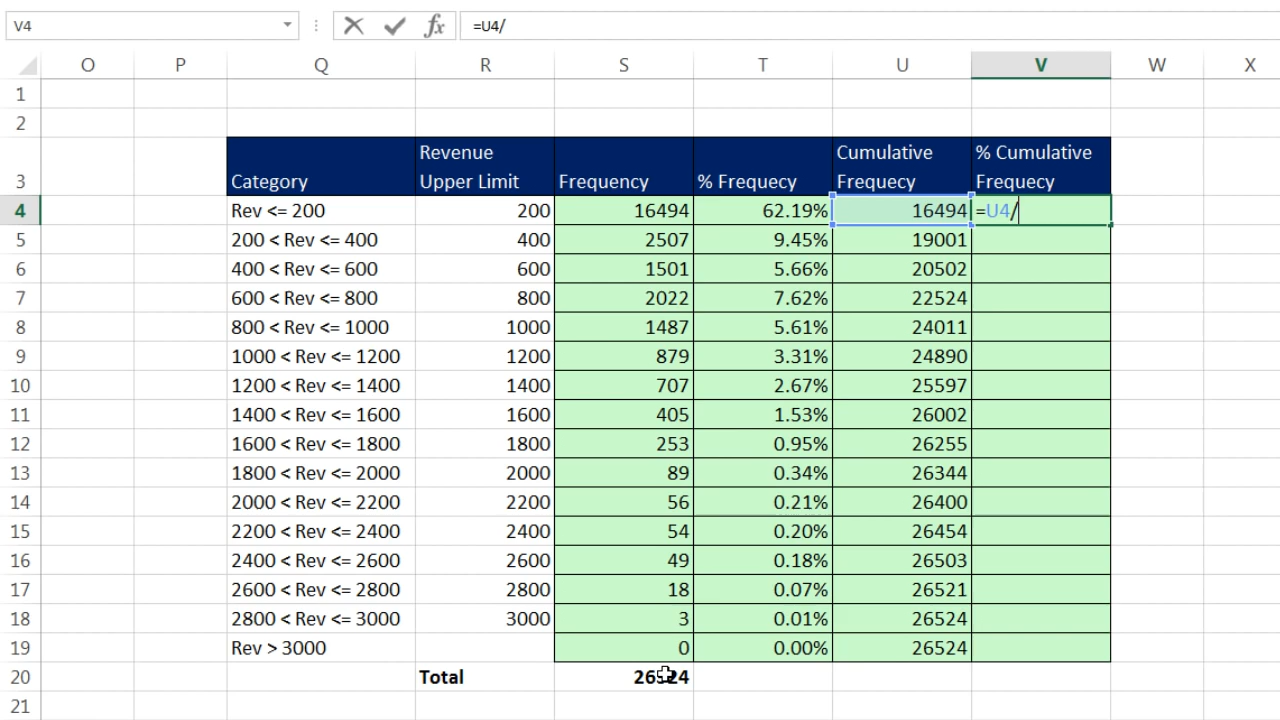 V4 =U4/
O P Q R S T U V W X
1
2
Revenue Cumulative % Cumulative
3 Category Upper Limit Frequency % Frequecy Frequecy Frequecy
4 Rev <= 200 200 16494 62.19% 16494 =U4/
5 200 < Rev <= 400 400 2507 9.45% 19001
6 400 < Rev <= 600 600 1501 5.66% 20502
7 600 < Rev <= 800 800 2022 7.62% 22524
8 800 < Rev <= 1000 1000 1487 5.61% 24011
9 1000 < Rev <= 1200 1200 879 3.31% 24890
10 1200 < Rev <= 1400 1400 707 2.67% 25597
11 1400 < Rev <= 1600 1600 405 1.53% 26002
12 1600 < Rev <= 1800 1800 253 0.95% 26255
13 1800 < Rev <= 2000 2000 89 0.34% 26344
14 2000 < Rev <= 2200 2200 56 0.21% 26400
15 2200 < Rev <= 2400 2400 54 0.20% 26454
16 2400 < Rev <= 2600 2600 49 0.18% 26503
17 2600 < Rev <= 2800 2800 18 0.07% 26521
18 2800 < Rev <= 3000 3000 3 0.01% 26524
19 Rev > 3000 0 0.00% 26524
20 Total 26524
21